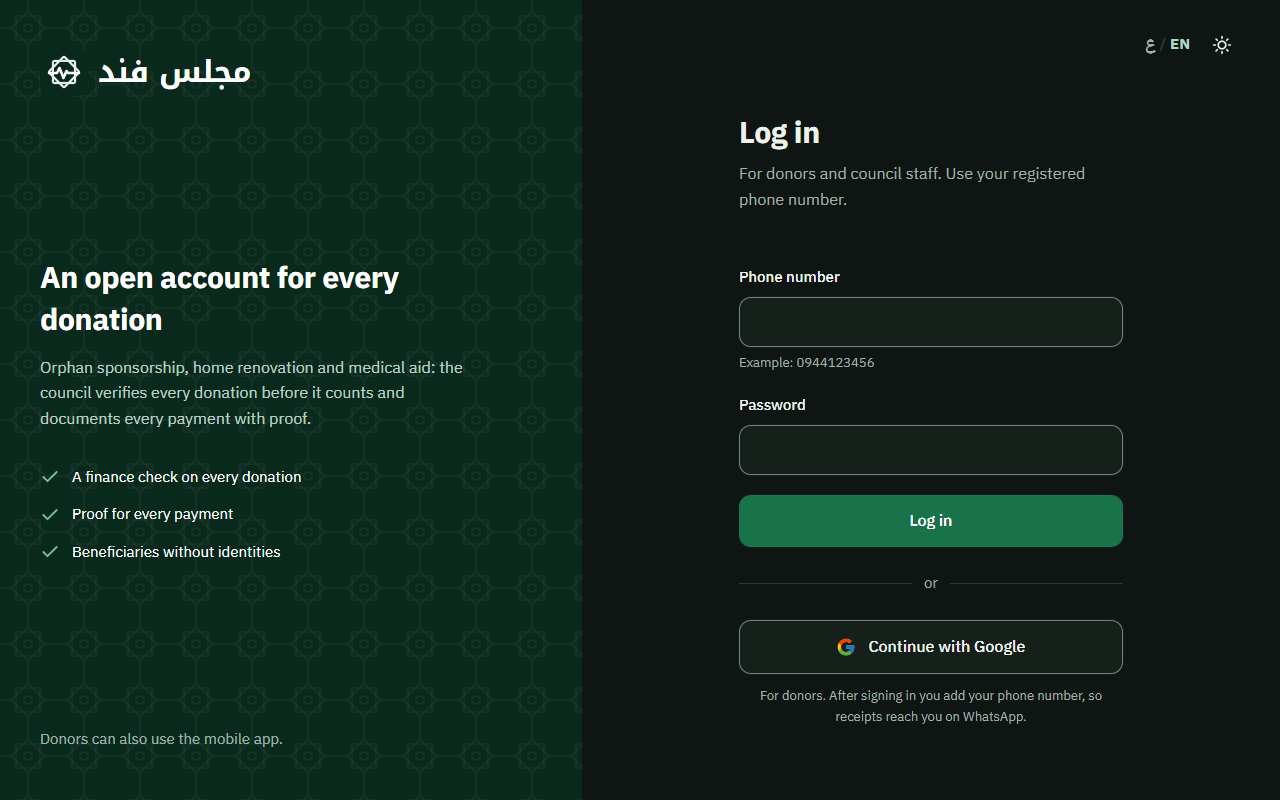 مجلس فند
An open account for every
donation
Orphan sponsorship, home renovation and medical aid: the
council verifies every donation before it counts and
documents every payment with proof.
A finance check on every donation
Proof for every payment
Beneficiaries without identities
Donors can also use the mobile app.
ع / EN
Log in
For donors and council staff. Use your registered
phone number.
Phone number
Example: 0944123456
Password
Log in
or
Continue with Google
For donors. After signing in you add your phone number, so
receipts reach you on WhatsApp.